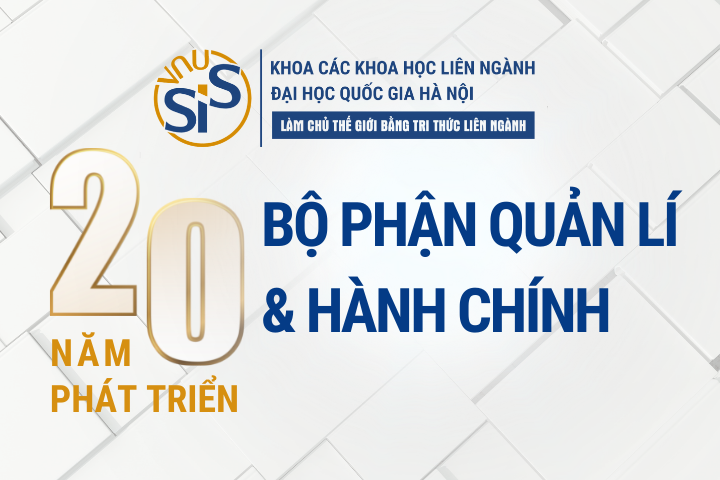 VNU
SIS
KHOA CÁC KHOA HỌC LIÊN NGÀNH
ĐẠI HỌC QUỐC GIA HÀ NỘI
LÀM CHỦ THẾ GIỚI BẰNG TRI THỨC LIÊN NGÀNH
20
NĂM
PHÁT TRIỂN
BỘ PHẬN QUẢN LÍ
& HÀNH CHÍNH